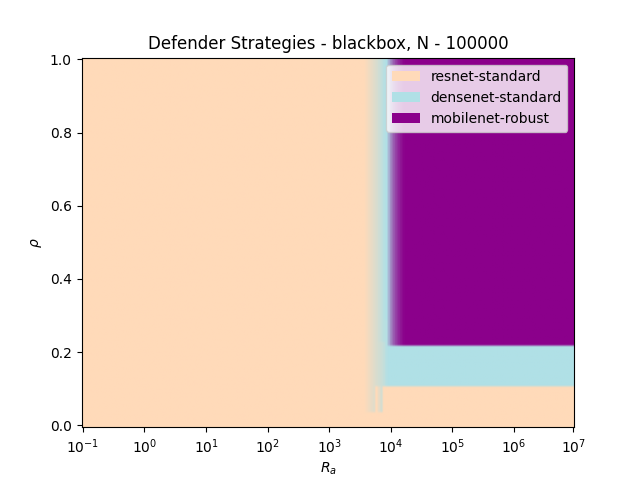 Defender Strategies - blackbox, N - 100000
resnet-standard
densenet-standard
mobilenet-robust
1.0
0.8
0.6
0.4
0.2
0.0
ρ
10⁻¹ 10⁰ 10¹ 10² 10³ 10⁴ 10⁵ 10⁶ 10⁷
Rₐ